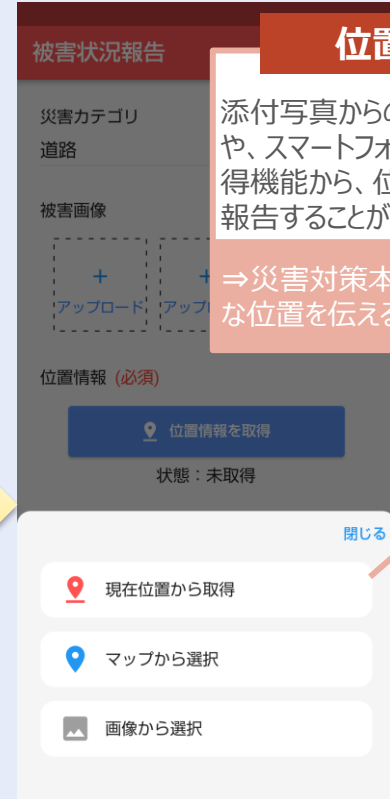 被害状況報告
位置
添付写真からの
や、スマートフォ
得機能から、位
報告することが
⇒災害対策本
な位置を伝える
災害カテゴリ
道路
被害画像
+
アップロード
+
アップロ
位置情報 (必須)
位置情報を取得
状態：未取得
閉じる
現在位置から取得
マップから選択
画像から選択